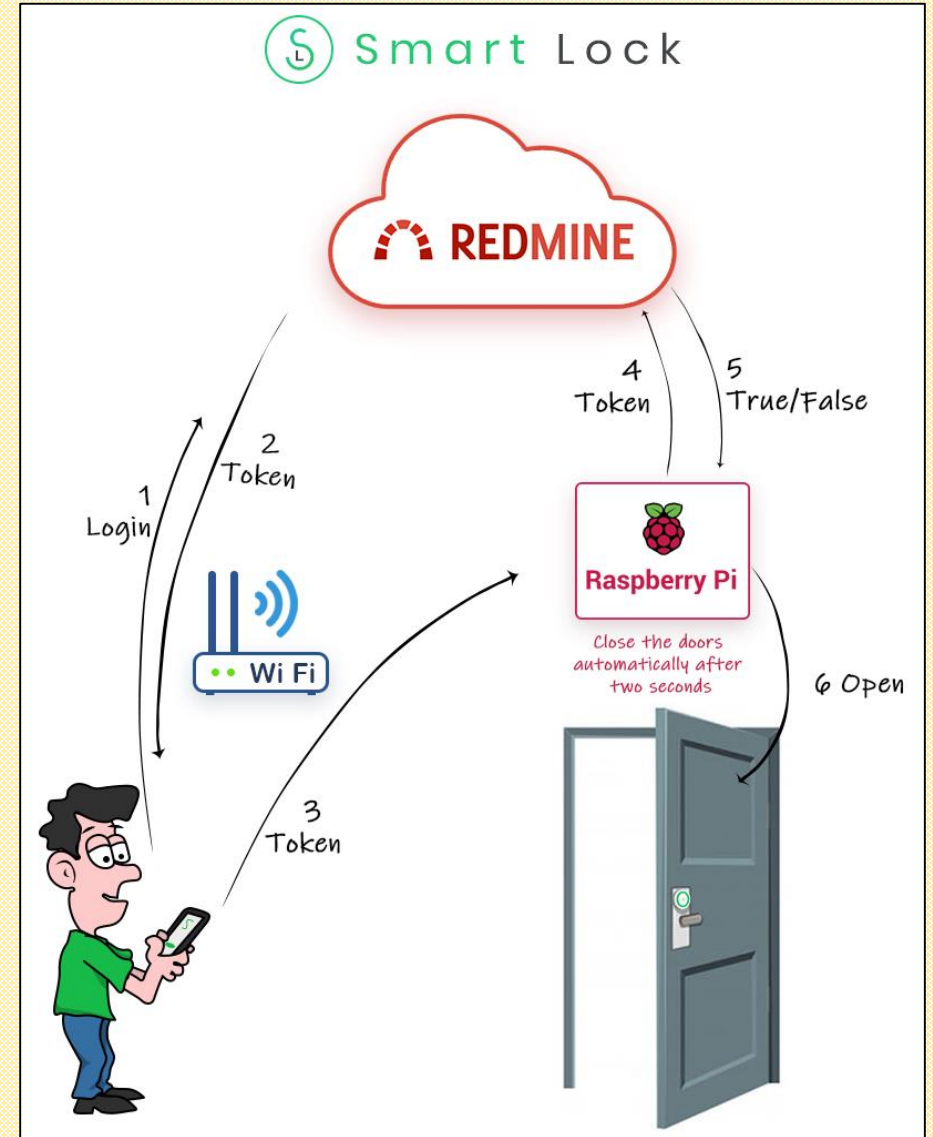 SL Smart Lock
REDMINE
4
Token
5
True/False
2
Token
1
Login
Raspberry Pi
Wi Fi
Close the doors
automatically after
two seconds
6 Open
3
Token